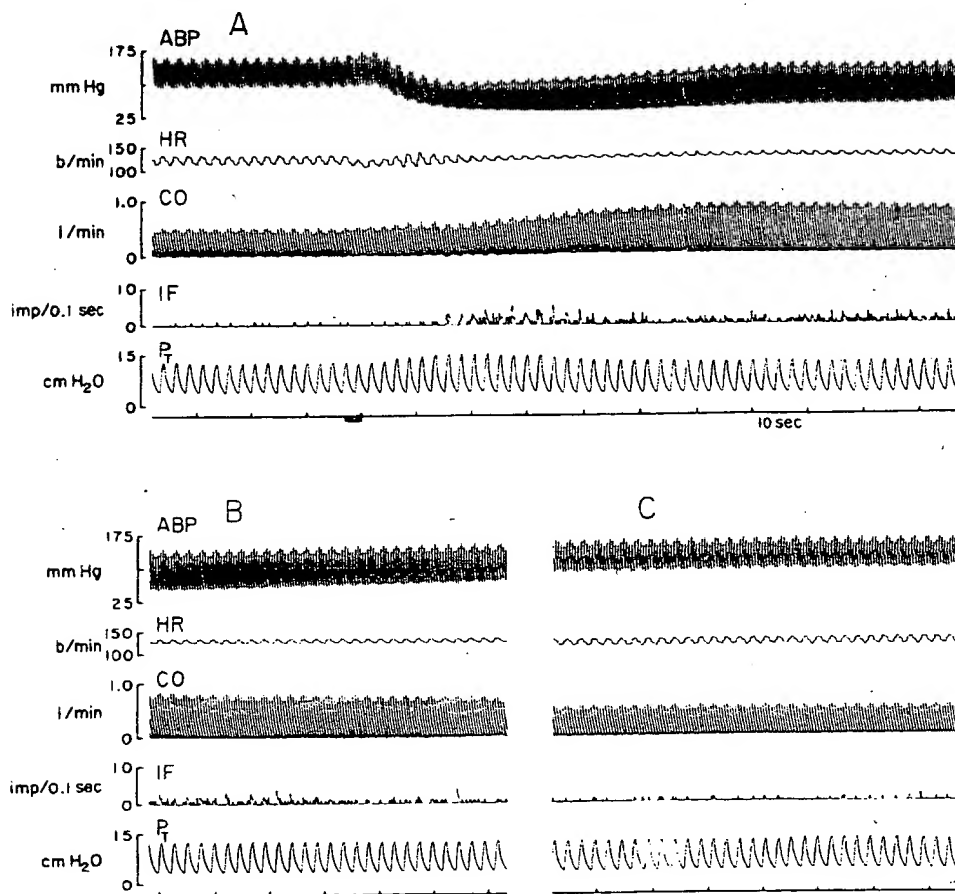 A
ABP
175
mm Hg
25
HR
150
b/min
100
CO
1.0
l/min
0
IF
10
imp/0.1 sec
0
PT
15
cm H2O
0
10 sec
B
C
ABP
175
mm Hg
25
HR
150
b/min
100
CO
1.0
l/min
0
IF
10
imp/0.1 sec
0
PT
15
cm H2O
0